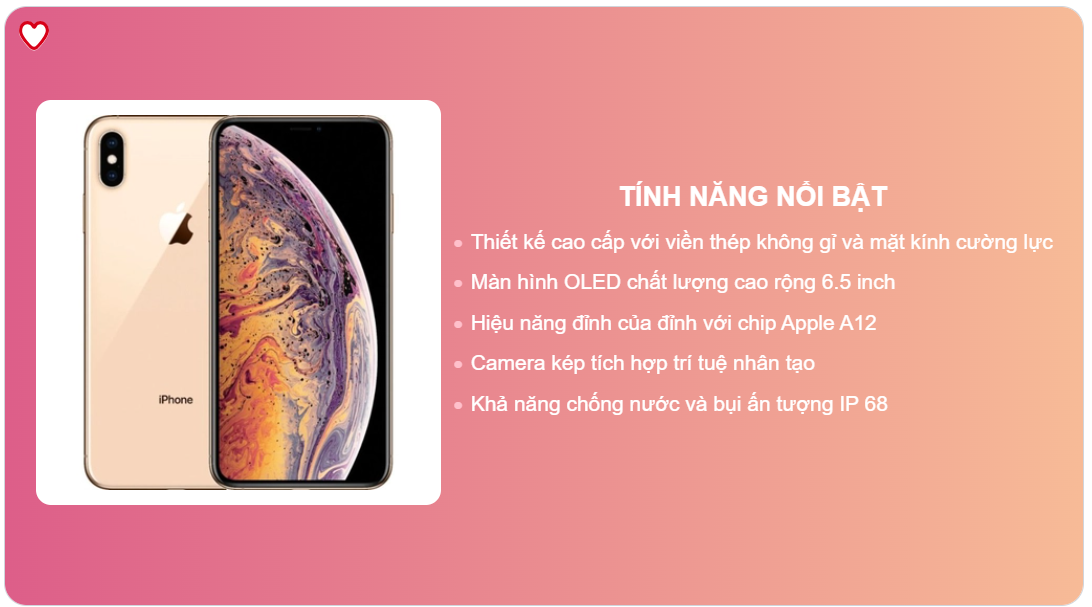 TÍNH NĂNG NỔI BẬT
Thiết kế cao cấp với viền thép không gỉ và mặt kính cường lực
Màn hình OLED chất lượng cao rộng 6.5 inch
Hiệu năng đỉnh của đỉnh với chip Apple A12
Camera kép tích hợp trí tuệ nhân tạo
Khả năng chống nước và bụi ấn tượng IP 68
iPhone